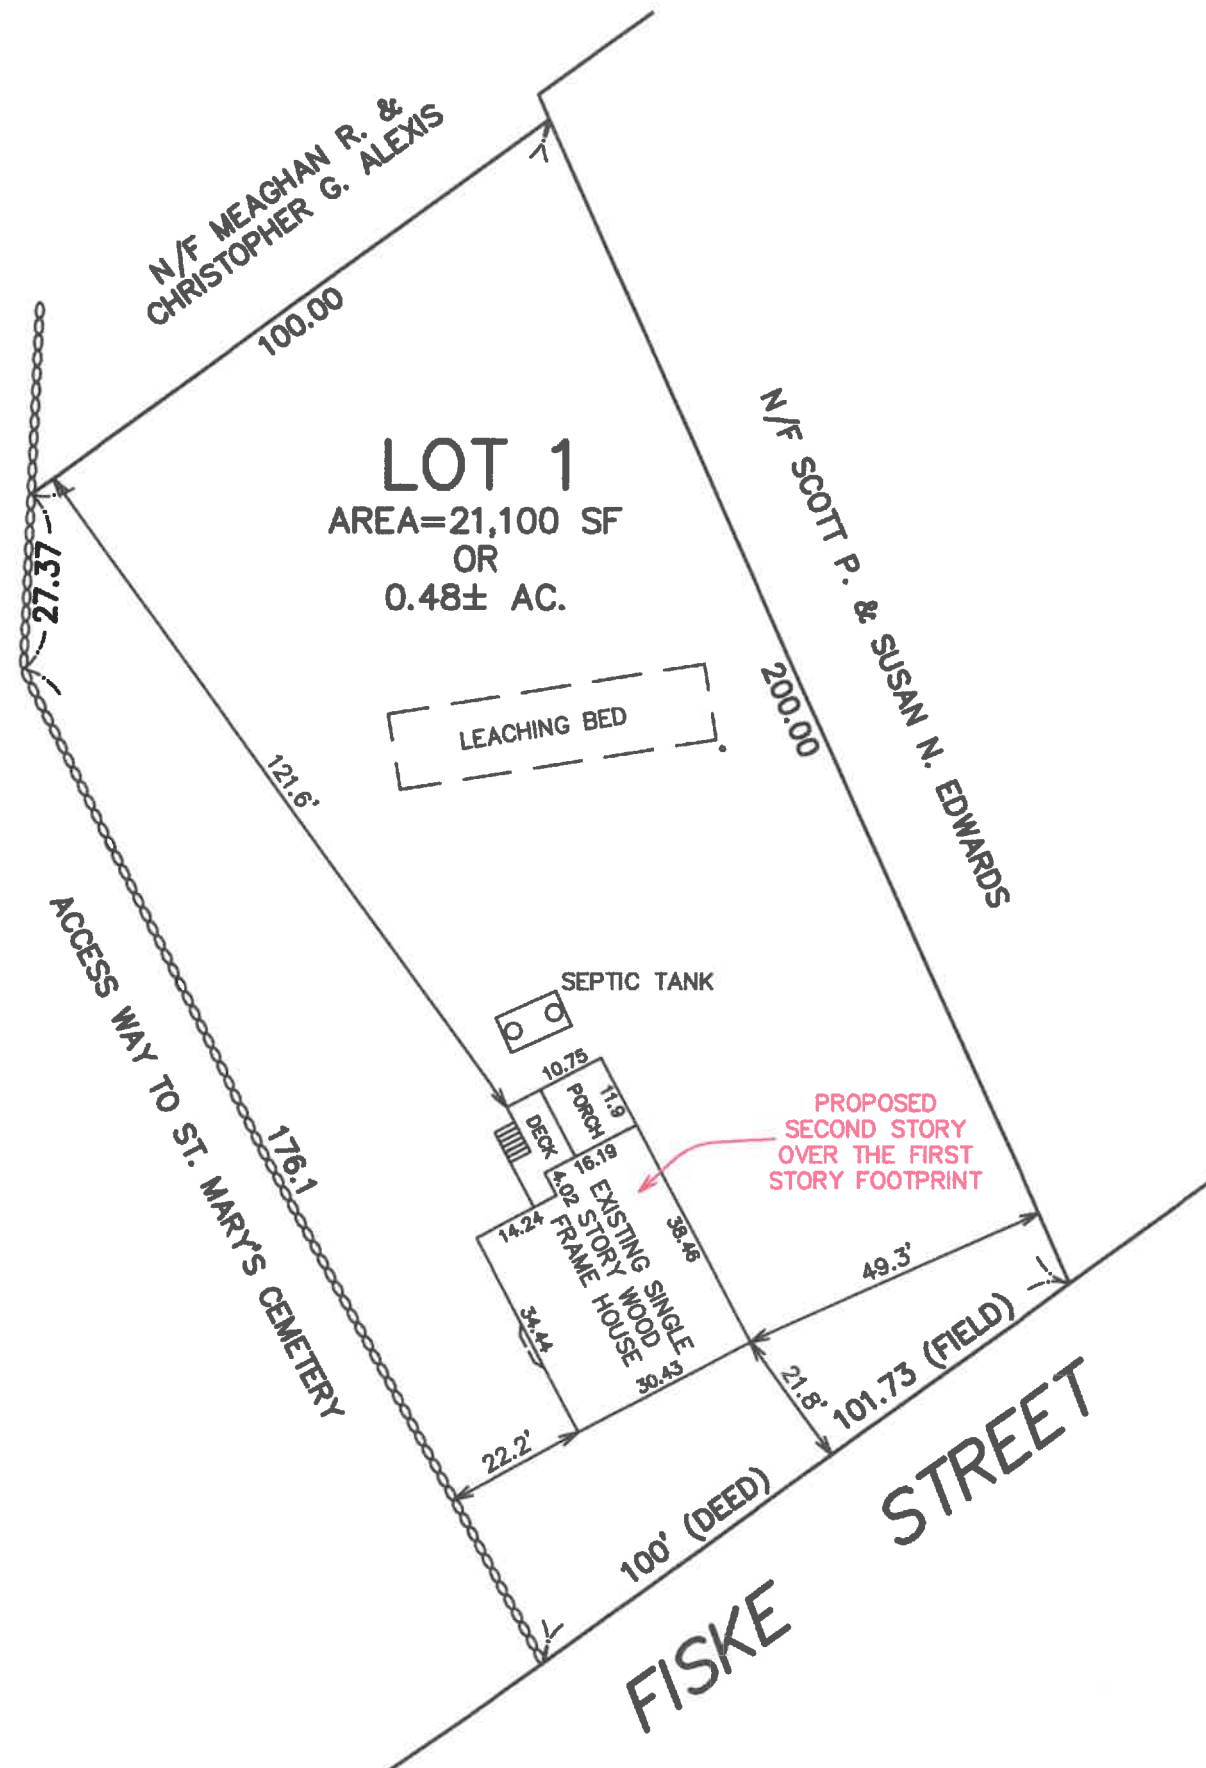 N/F MEAGHAN R. &
CHRISTOPHER G. ALEXIS
100.00
LOT 1
AREA=21,100 SF
OR
0.48± AC.
27.37
N/F SCOTT P. & SUSAN N. EDWARDS
200.00
LEACHING BED
121.6'
ACCESS WAY TO ST. MARY'S CEMETERY
176.1
SEPTIC TANK
10.75
PORCH
11.9
DECK
16.19
4.02
14.24
EXISTING SINGLE
STORY WOOD
FRAME HOUSE
38.46
34.44
30.43
PROPOSED
SECOND STORY
OVER THE FIRST
STORY FOOTPRINT
49.3'
21.8'
22.2'
101.73 (FIELD)
100' (DEED)
FISKE STREET